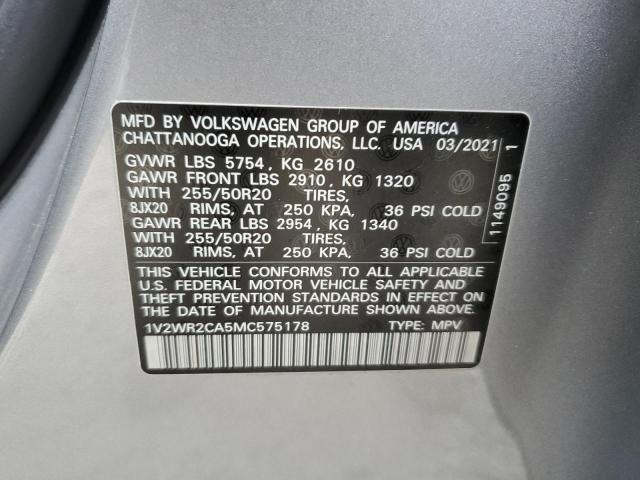 MFD BY VOLKSWAGEN GROUP OF AMERICA
CHATTANOOGA OPERATIONS, LLC. USA 03/2021
GVWR LBS 5754 , KG 2610
GAWR FRONT LBS 2910, KG 1320
WITH 255/50R20 TIRES,
8JX20 RIMS, AT 250 KPA, 36 PSI COLD
GAWR REAR LBS 2954 , KG 1340
WITH 255/50R20 TIRES,
8JX20 RIMS, AT 250 KPA, 36 PSI COLD
THIS VEHICLE CONFORMS TO ALL APPLICABLE
U.S. FEDERAL MOTOR VEHICLE SAFETY AND
THEFT PREVENTION STANDARDS IN EFFECT
ON THE DATE OF MANUFACTURE SHOWN ABOVE.
1V2WR2CA5MC575178 TYPE: MPV
1149095 1